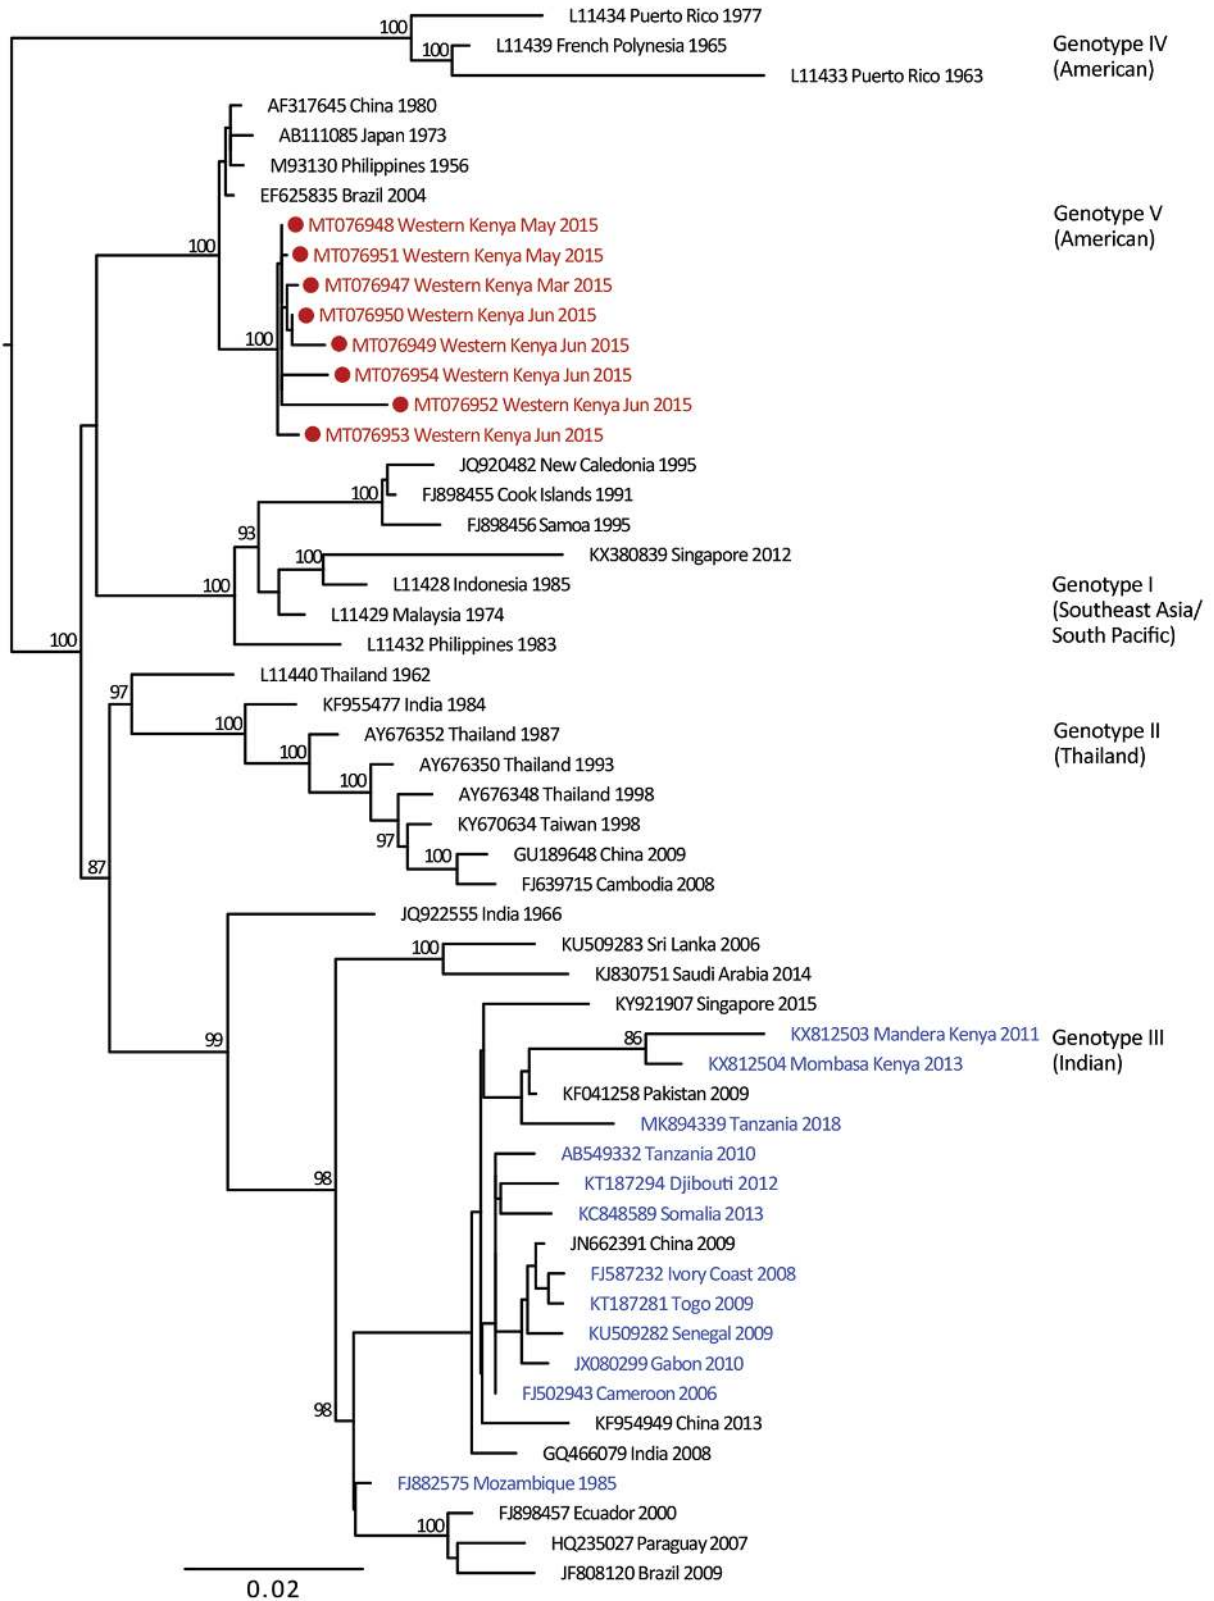 L11434 Puerto Rico 1977
100
L11439 French Polynesia 1965
100
L11433 Puerto Rico 1963
Genotype IV
(American)
AF317645 China 1980
AB111085 Japan 1973
M93130 Philippines 1956
EF625835 Brazil 2004
Genotype V
(American)
MT076948 Western Kenya May 2015
100
MT076951 Western Kenya May 2015
MT076947 Western Kenya Mar 2015
MT076950 Western Kenya Jun 2015
100
MT076949 Western Kenya Jun 2015
MT076954 Western Kenya Jun 2015
MT076952 Western Kenya Jun 2015
MT076953 Western Kenya Jun 2015
JQ920482 New Caledonia 1995
100
FJ898455 Cook Islands 1991
FJ898456 Samoa 1995
93
KX380839 Singapore 2012
100
L11428 Indonesia 1985
100
L11429 Malaysia 1974
L11432 Philippines 1983
Genotype I
(Southeast Asia/
South Pacific)
100
L11440 Thailand 1962
97
KF955477 India 1984
100
AY676352 Thailand 1987
100
Genotype II
(Thailand)
AY676350 Thailand 1993
100
AY676348 Thailand 1998
KY670634 Taiwan 1998
97
GU189648 China 2009
100
FJ639715 Cambodia 2008
87
JQ922555 India 1966
KU509283 Sri Lanka 2006
100
KJ830751 Saudi Arabia 2014
KY921907 Singapore 2015
KX812503 Mandera Kenya 2011
86
99
KX812504 Mombasa Kenya 2013
Genotype III
(Indian)
KF041258 Pakistan 2009
MK894339 Tanzania 2018
AB549332 Tanzania 2010
98
KT187294 Djibouti 2012
KC848589 Somalia 2013
JN662391 China 2009
FJ587232 Ivory Coast 2008
KT187281 Togo 2009
KU509282 Senegal 2009
JX080299 Gabon 2010
FJ502943 Cameroon 2006
98
KF954949 China 2013
GQ466079 India 2008
FJ882575 Mozambique 1985
FJ898457 Ecuador 2000
100
HQ235027 Paraguay 2007
JF808120 Brazil 2009
0.02